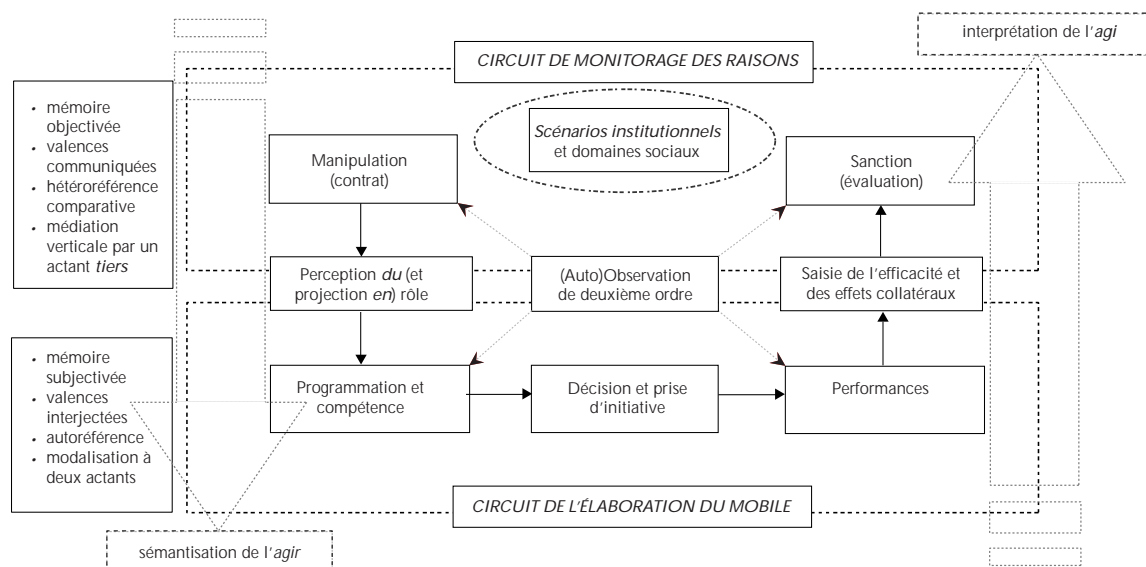 interprétation de l'agi
CIRCUIT DE MONITORAGE DES RAISONS
• mémoire
objectivée
• valences
communiquées
• hétéroréférence
comparative
• médiation
verticale par un
actant tiers
Scénarios institutionnels
et domaines sociaux
Manipulation
(contrat)
Sanction
(évaluation)
Perception du (et
projection en) rôle
(Auto)Observation
de deuxième ordre
Saisie de l'efficacité et
des effets collatéraux
• mémoire
subjectivée
• valences
interjectées
• autoréférence
• modalisation à
deux actants
Programmation et
compétence
Décision et prise
d'initiative
Performances
CIRCUIT DE L'ÉLABORATION DU MOBILE
sémantisation de l'agir